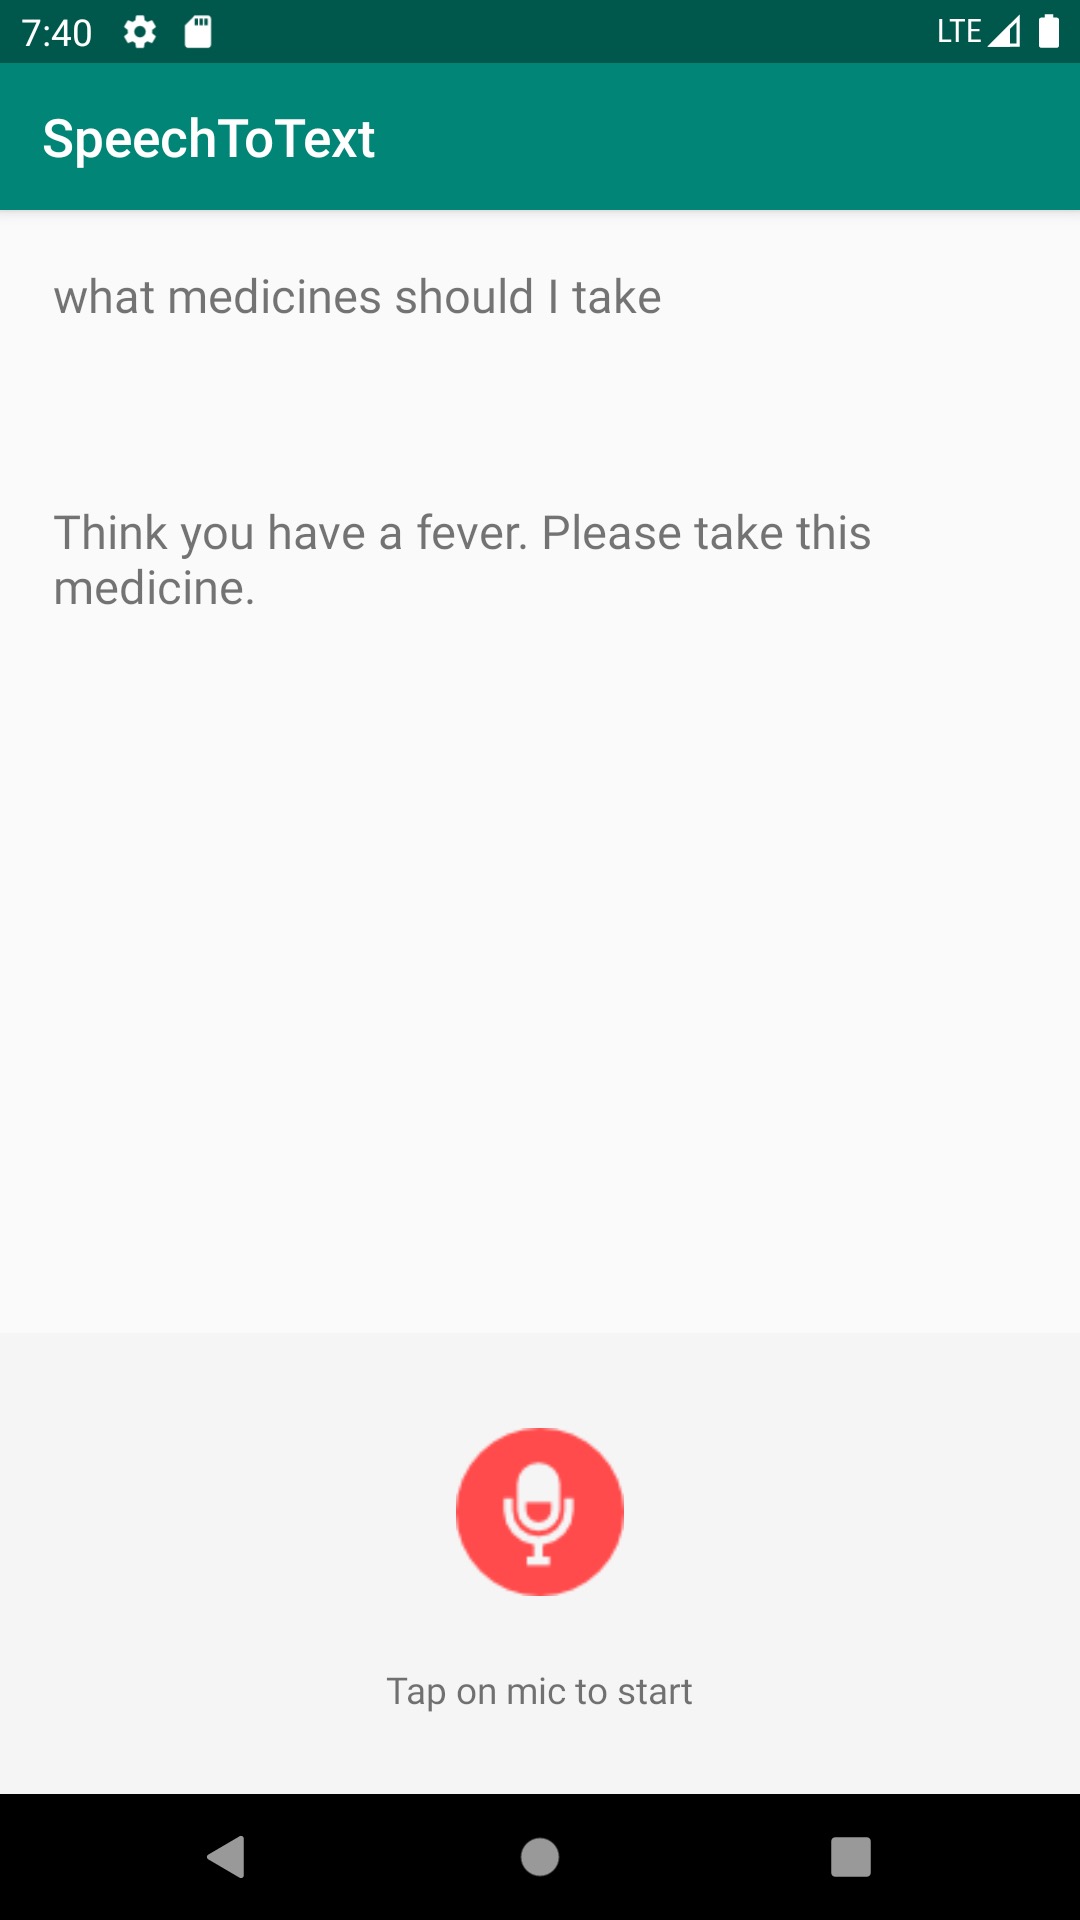 7:40
LTE
SpeechToText
what medicines should I take
Think you have a fever. Please take this
medicine.
Tap on mic to start